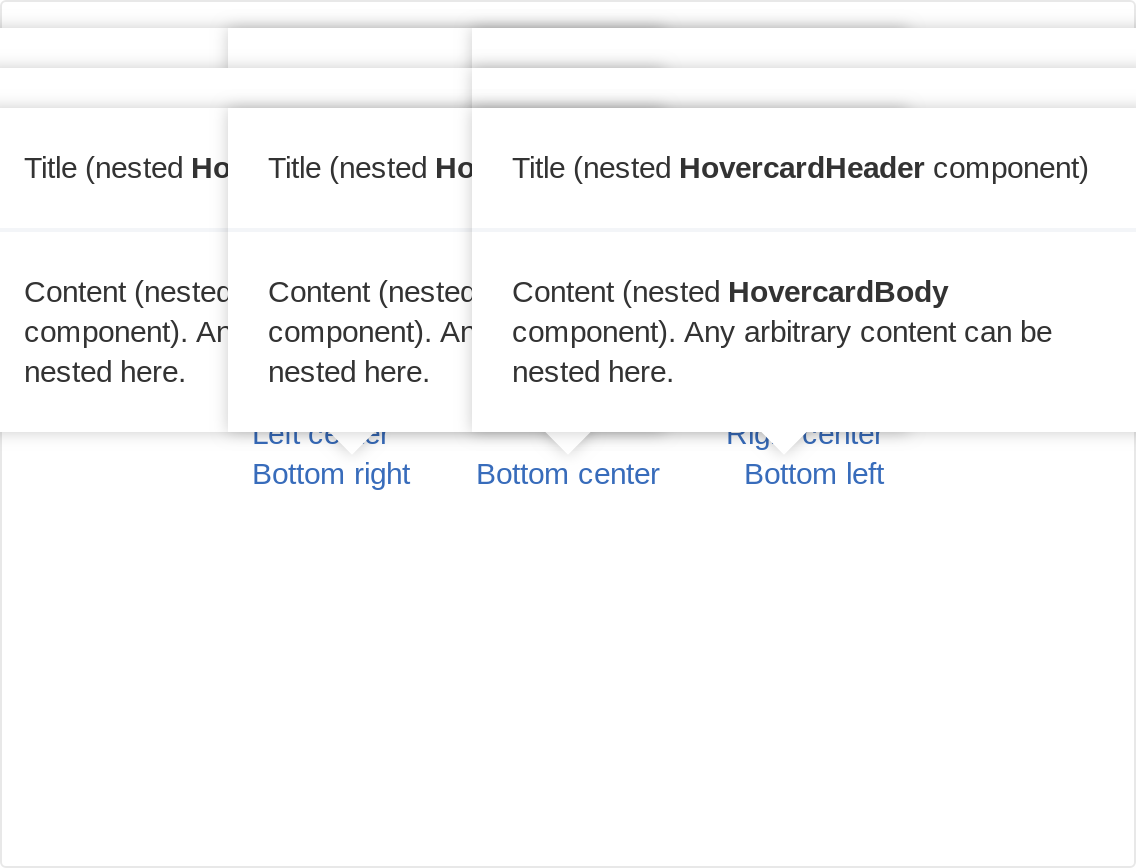 Title (nested Ho
Title (nested Ho
Title (nested HovercardHeader component)
Content (nested
component). An
nested here.
Content (nested
component). An
nested here.
Content (nested HovercardBody
component). Any arbitrary content can be
nested here.
Left center
Right center
Bottom right
Bottom center
Bottom left